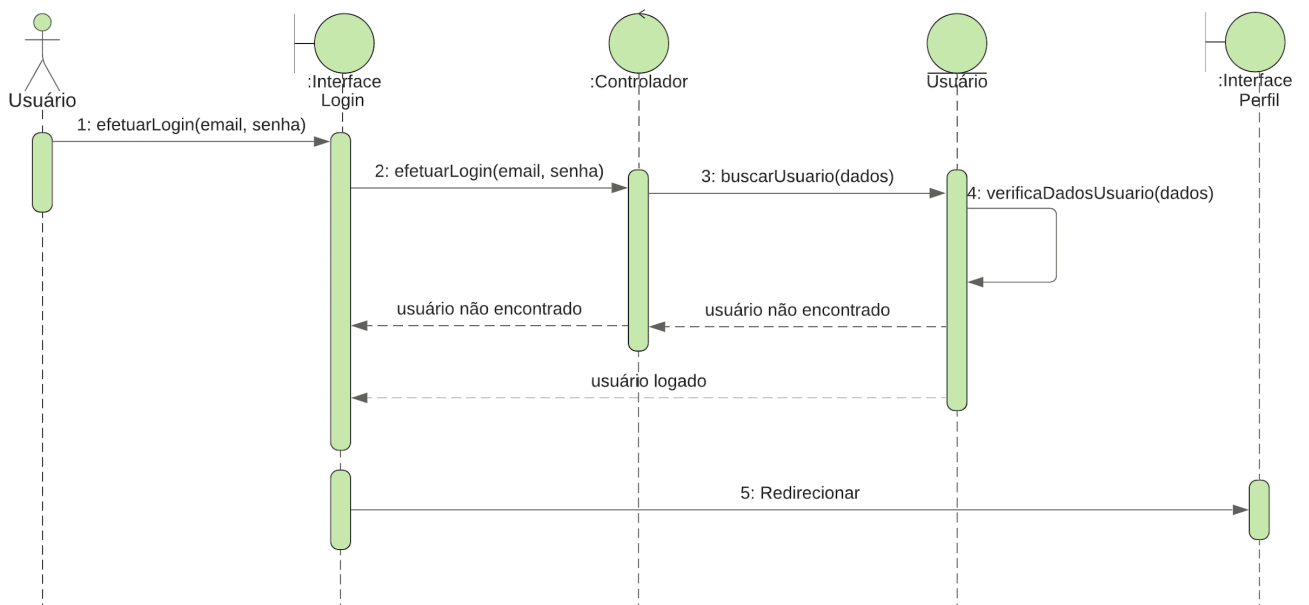 Usuário
:Interface
Login
:Controlador
Usuário
:Interface
Perfil
1: efetuarLogin(email, senha)
2: efetuarLogin(email, senha)
3: buscarUsuario(dados)
4: verificaDadosUsuario(dados)
usuário não encontrado
usuário não encontrado
usuário logado
5: Redirecionar